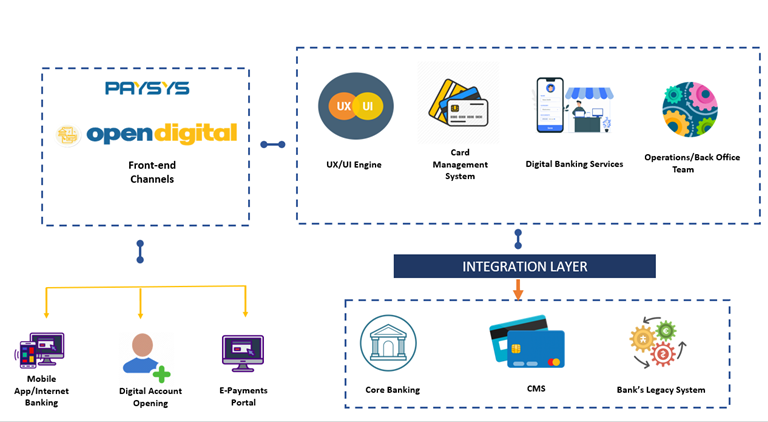 PAYSYS
opendigital
Front-end
Channels
UX UI
UX/UI Engine
Card
Management
System
Digital Banking Services
Operations/Back Office
Team
INTEGRATION LAYER
Mobile
App/Internet
Banking
Digital Account
Opening
E-Payments
Portal
Core Banking
CMS
Bank's Legacy System